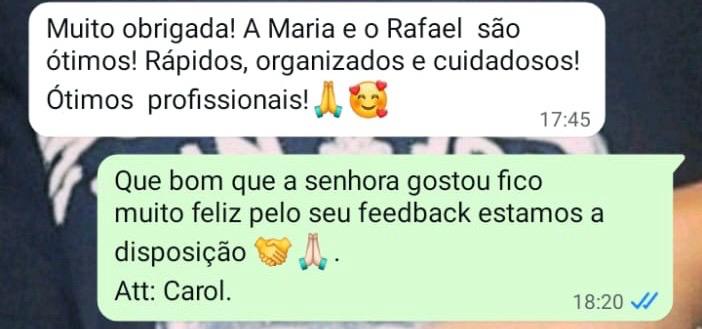 Muito obrigada! A Maria e o Rafael são
ótimos! Rápidos, organizados e cuidadosos!
Ótimos profissionais!🙏🥰
17:45
Que bom que a senhora gostou fico
muito feliz pelo seu feedback estamos a
disposição 🤝🙏🏻.
Att: Carol.
18:20